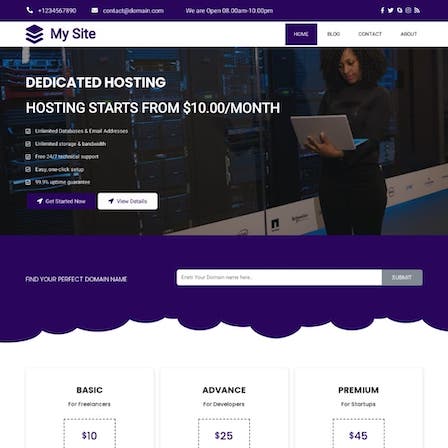 +1234567890 contact@domain.com We are Open 08.00am-10.00pm
My Site
HOME BLOG CONTACT ABOUT
DEDICATED HOSTING
HOSTING STARTS FROM $10.00/MONTH
Unlimited Databases & Email Addresses
Unlimited storage & bandwidth
Free 24/7 technical support
Easy, one-click setup
99.9% uptime guarantee
Get Started Now View Details
FIND YOUR PERFECT DOMAIN NAME
Enter Your Domain name here.. SUBMIT
BASIC ADVANCE PREMIUM
For Freelancers For Developers For Startups
$10 $25 $45